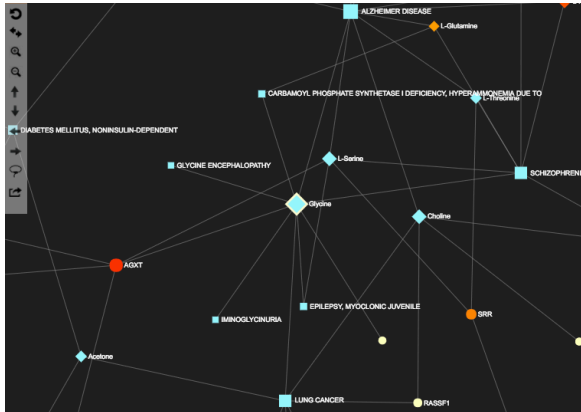 ALZHEIMER DISEASE
L-Glutamine
CARBAMOYL PHOSPHATE SYNTHETASE I DEFICIENCY, HYPERAMMONEMIA DUE TO
L-Threonine
DIABETES MELLITUS, NONINSULIN-DEPENDENT
L-Serine
GLYCINE ENCEPHALOPATHY
SCHIZOPHRENI
Glycine
Choline
AGXT
EPILEPSY, MYOCLONIC JUVENILE
SRR
IMINOGLYCINURIA
Acetone
LUNG CANCER
RASSF1